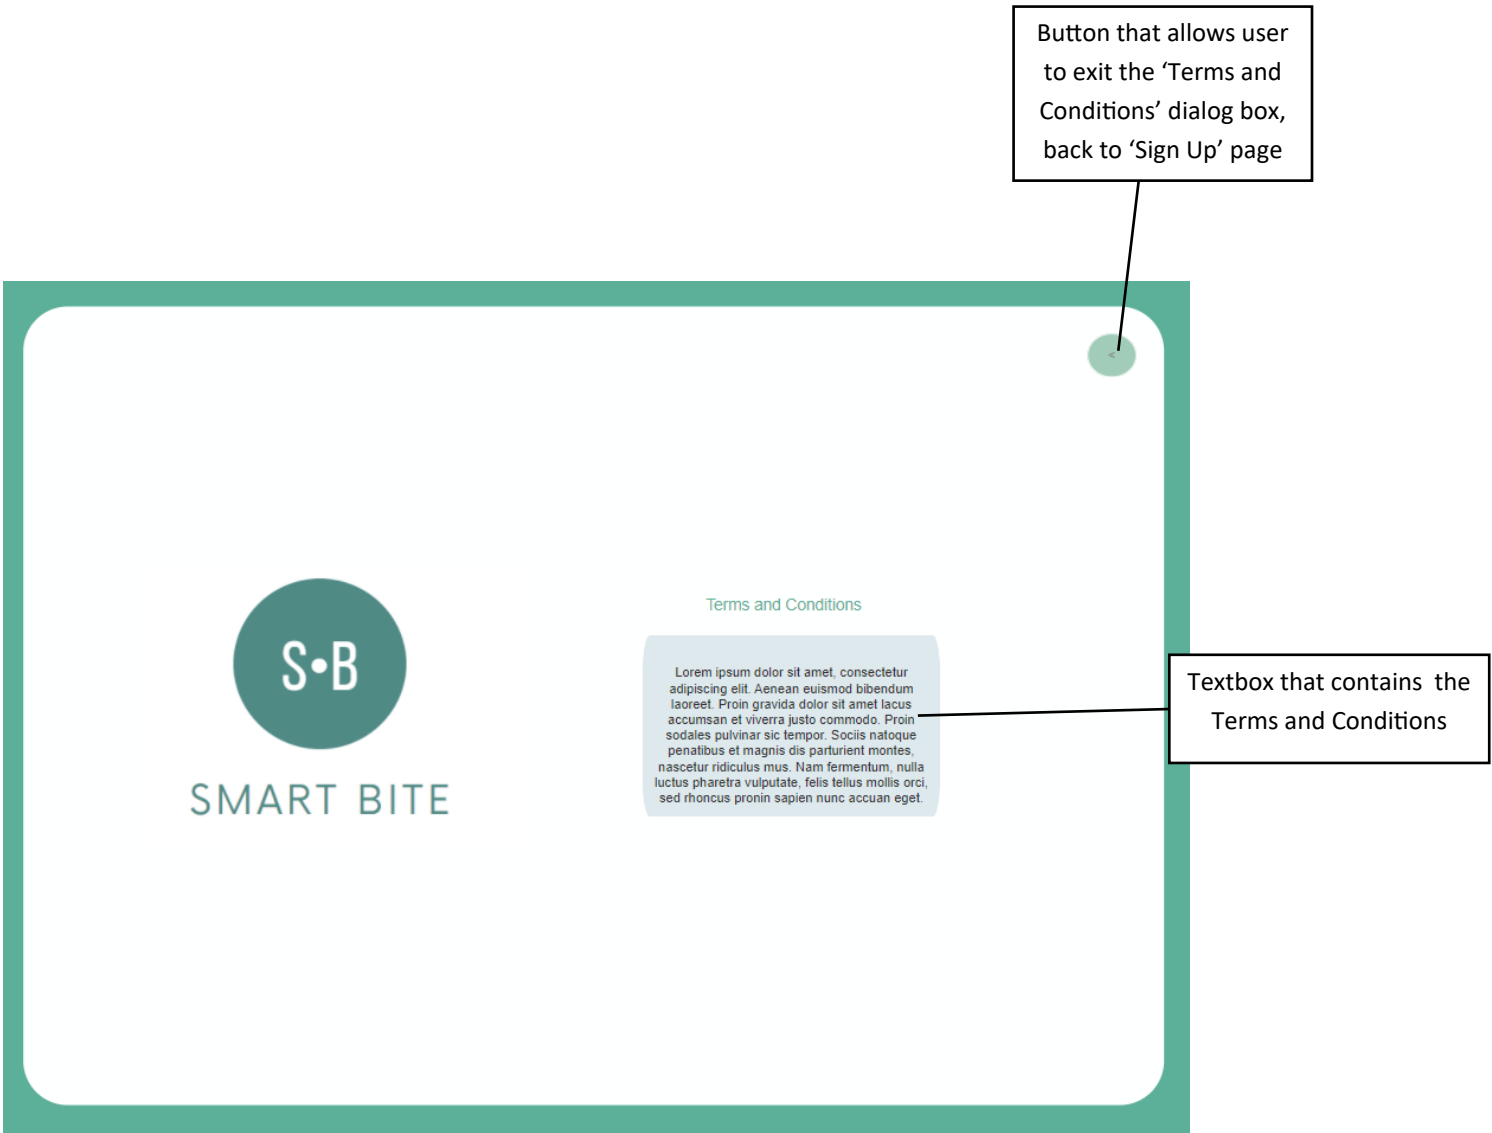 Button that allows user
to exit the ‘Terms and
Conditions’ dialog box,
back to ‘Sign Up’ page
<
S•B
SMART BITE
Terms and Conditions
Lorem ipsum dolor sit amet, consectetur
adipiscing elit. Aenean euismod bibendum
laoreet. Proin gravida dolor sit amet lacus
accumsan et viverra justo commodo. Proin
sodales pulvinar sic tempor. Sociis natoque
penatibus et magnis dis parturient montes,
nascetur ridiculus mus. Nam fermentum, nulla
luctus pharetra vulputate, felis tellus mollis orci,
sed rhoncus pronin sapien nunc accuan eget.
Textbox that contains  the
Terms and Conditions